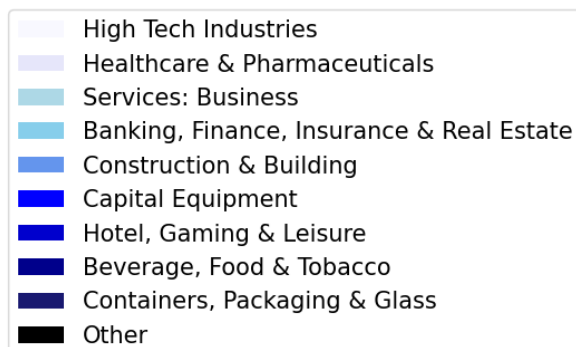 High Tech Industries
Healthcare & Pharmaceuticals
Services: Business
Banking, Finance, Insurance & Real Estate
Construction & Building
Capital Equipment
Hotel, Gaming & Leisure
Beverage, Food & Tobacco
Containers, Packaging & Glass
Other